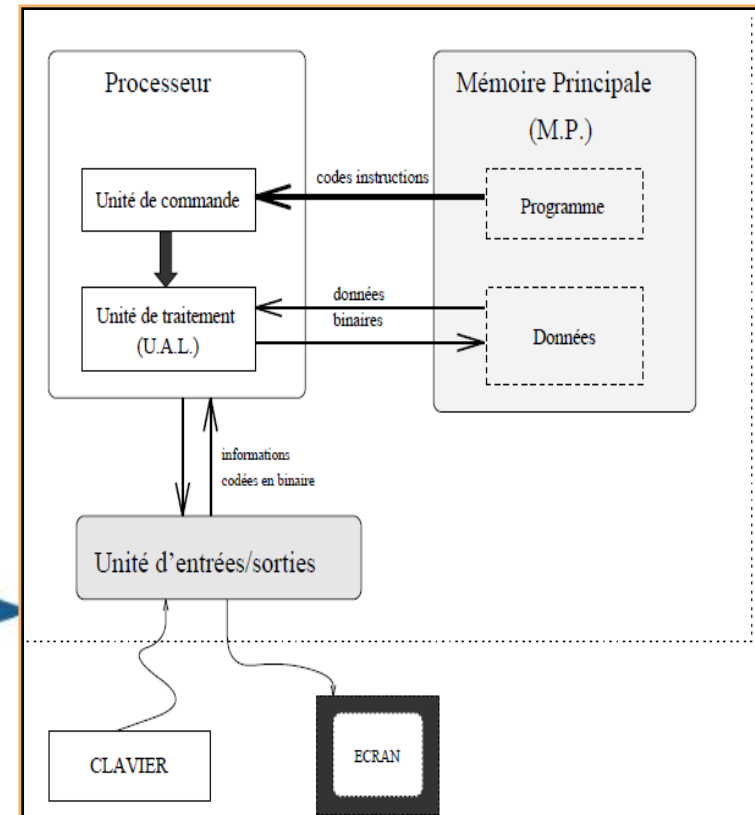 Processeur
Mémoire Principale
(M.P.)
codes instructions
Unité de commande
Programme
données
binaires
Unité de traitement
(U.A.L.)
Données
informations
codées en binaire
Unité d'entrées/sorties
CLAVIER
ECRAN